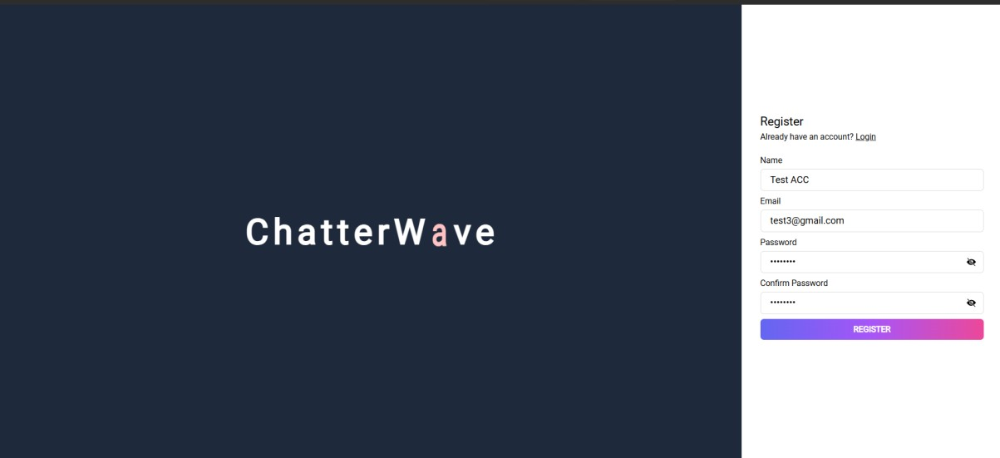 ChatterWave
Register
Already have an account? Login
Name
Test ACC
Email
test3@gmail.com
Password
••••••••
Confirm Password
••••••••
REGISTER